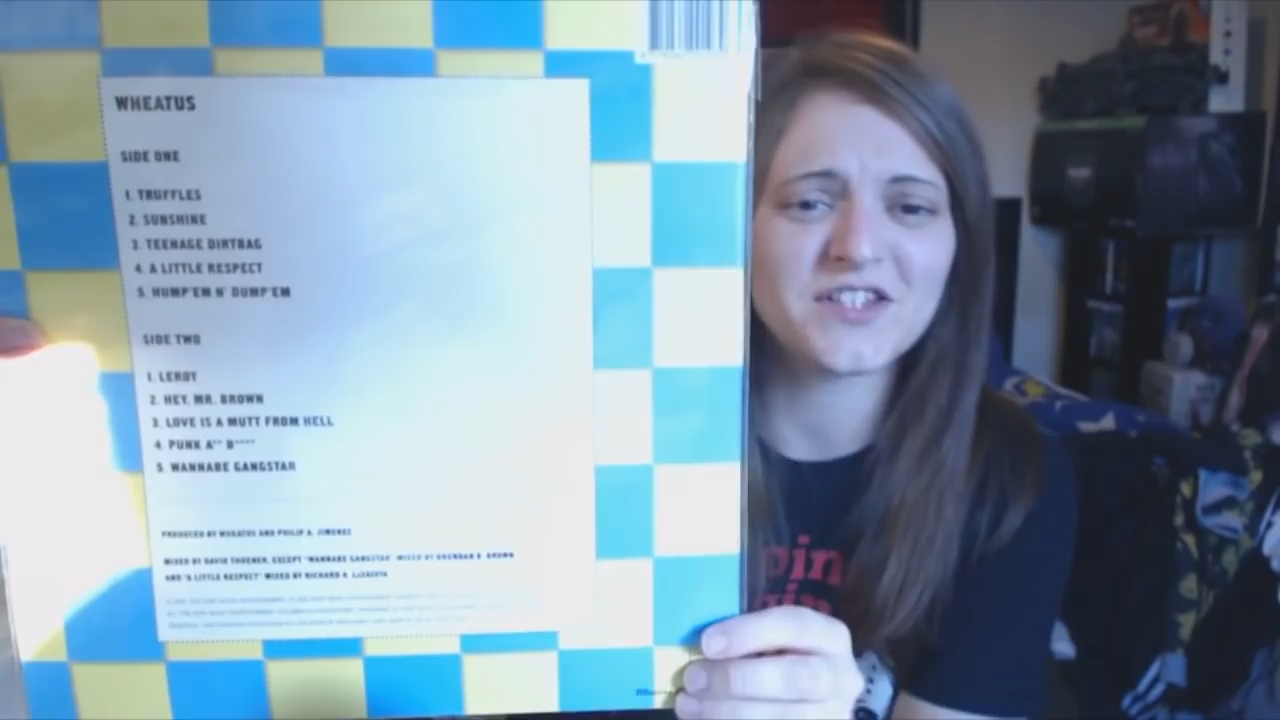 WHEATUS
SIDE ONE
1. TRUFFLES
2. SUNSHINE
3. TEENAGE DIRTBAG
4. A LITTLE RESPECT
5. HUMP'EM N' DUMP'EM
SIDE TWO
1. LEROY
2. HEY, MR. BROWN
3. LOVE IS A MUTT FROM HELL
4. PUNK A** B****
5. WANNABE GANGSTAR
PRODUCED BY WHEATUS AND PHILIP A. JIMENEZ
MIXED BY DAVID THOENER, EXCEPT "WANNABE GANGSTAR" MIXED BY BRENDAN B. BROWN
AND "A LITTLE RESPECT" MIXED BY RICHARD A.